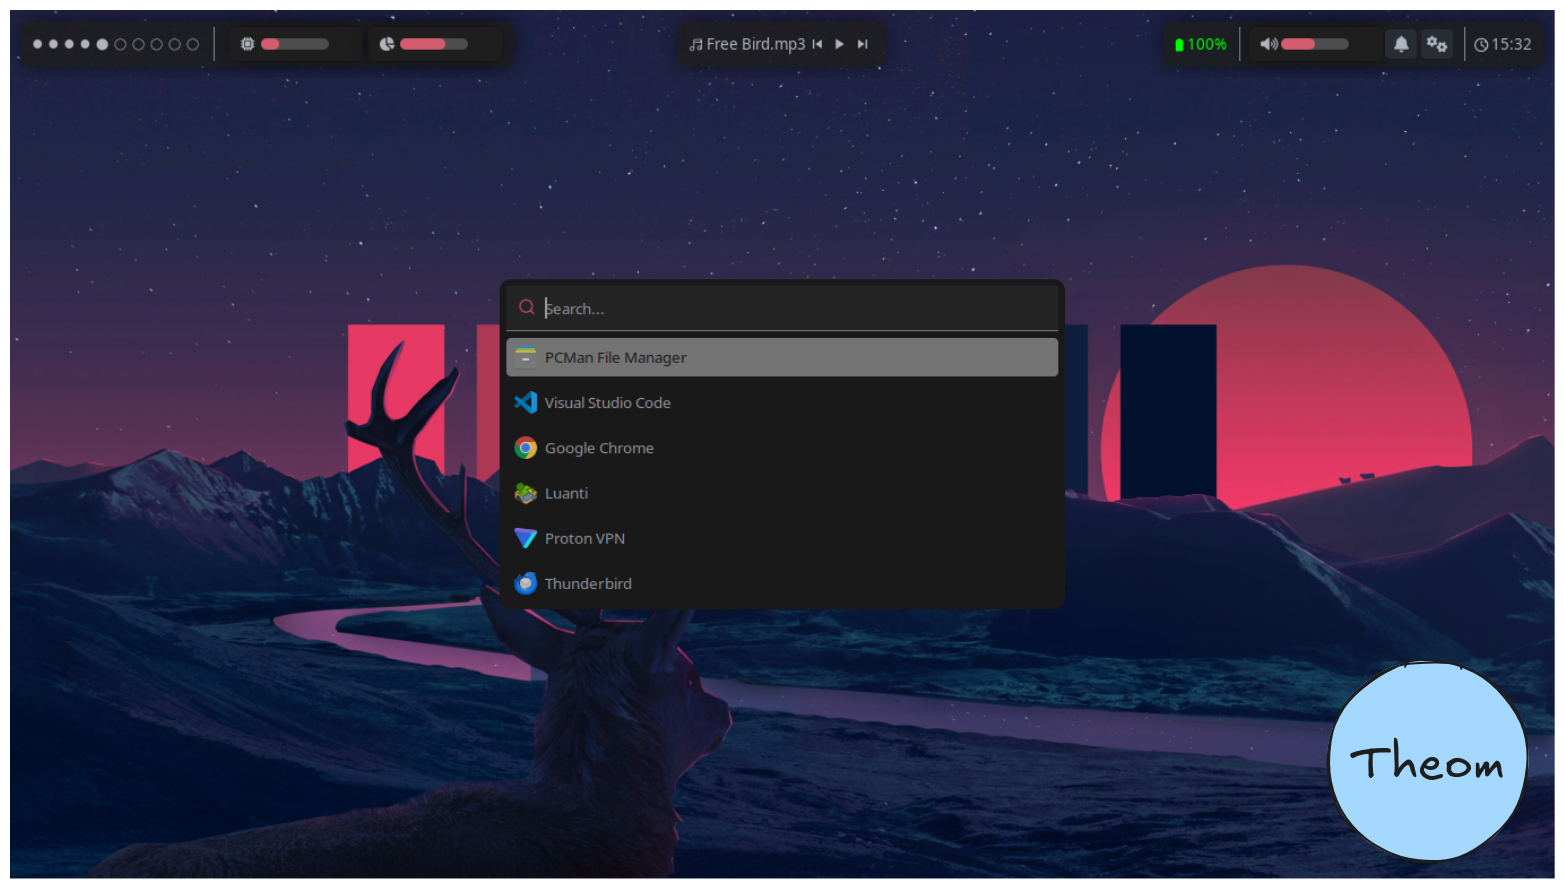 Free Bird.mp3
100%
15:32
Search...
PCMan File Manager
Visual Studio Code
Google Chrome
Luanti
Proton VPN
Thunderbird
Theom